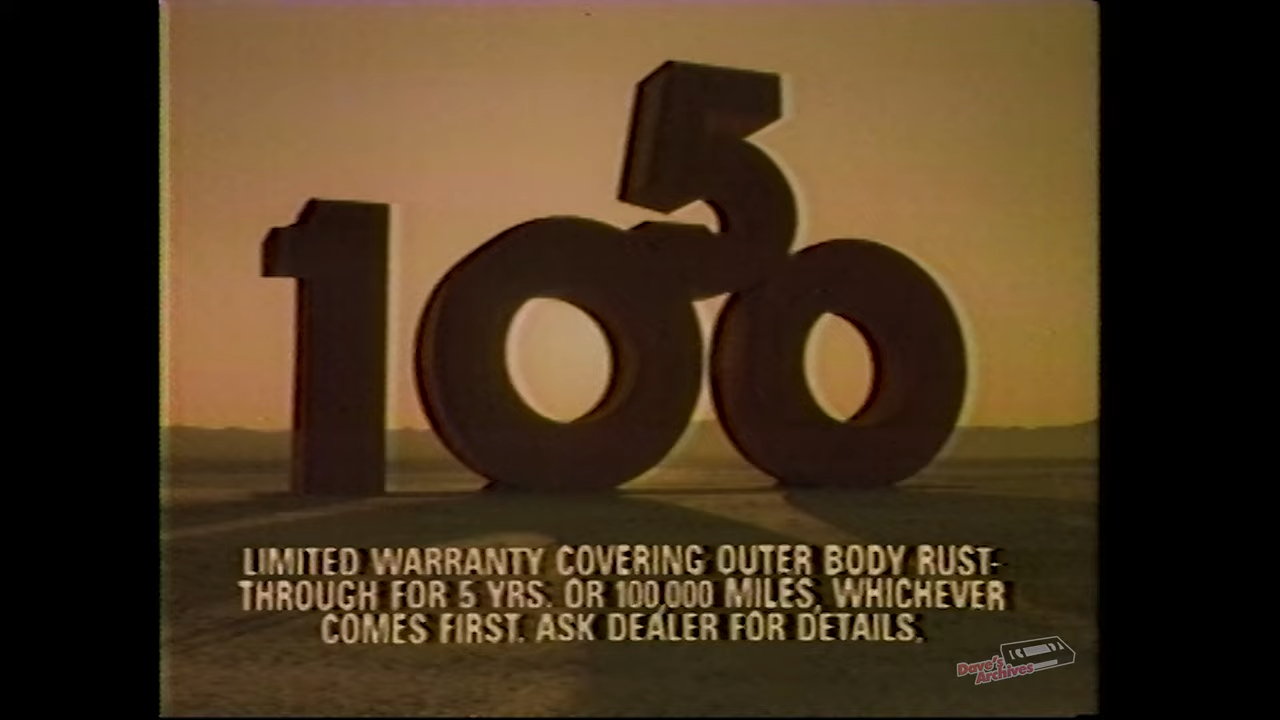 5
100
LIMITED WARRANTY COVERING OUTER BODY RUST-
THROUGH FOR 5 YRS. OR 100,000 MILES, WHICHEVER
COMES FIRST. ASK DEALER FOR DETAILS.
Dave's
Archives